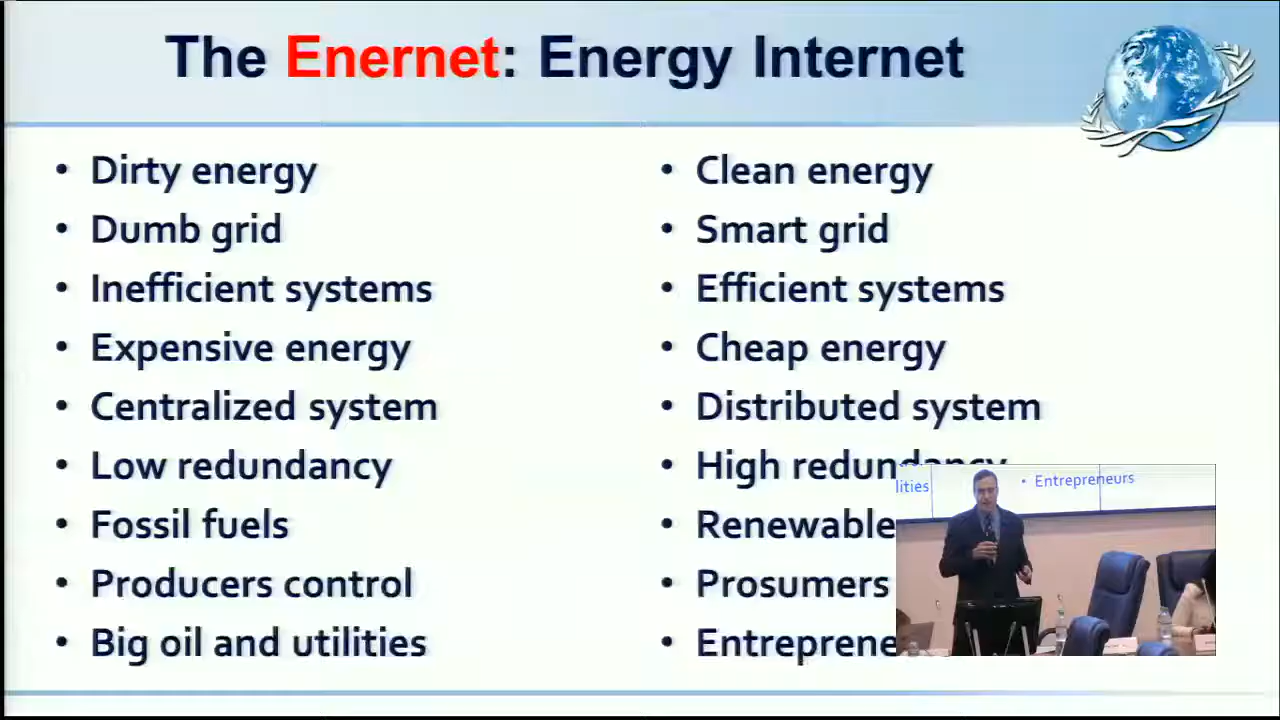 The Enernet: Energy Internet
• Dirty energy
• Dumb grid
• Inefficient systems
• Expensive energy
• Centralized system
• Low redundancy
• Fossil fuels
• Producers control
• Big oil and utilities
• Clean energy
• Smart grid
• Efficient systems
• Cheap energy
• Distributed system
• High redundancy
• Renewable
• Prosumers
• Entreprene
lities
• Entrepreneurs